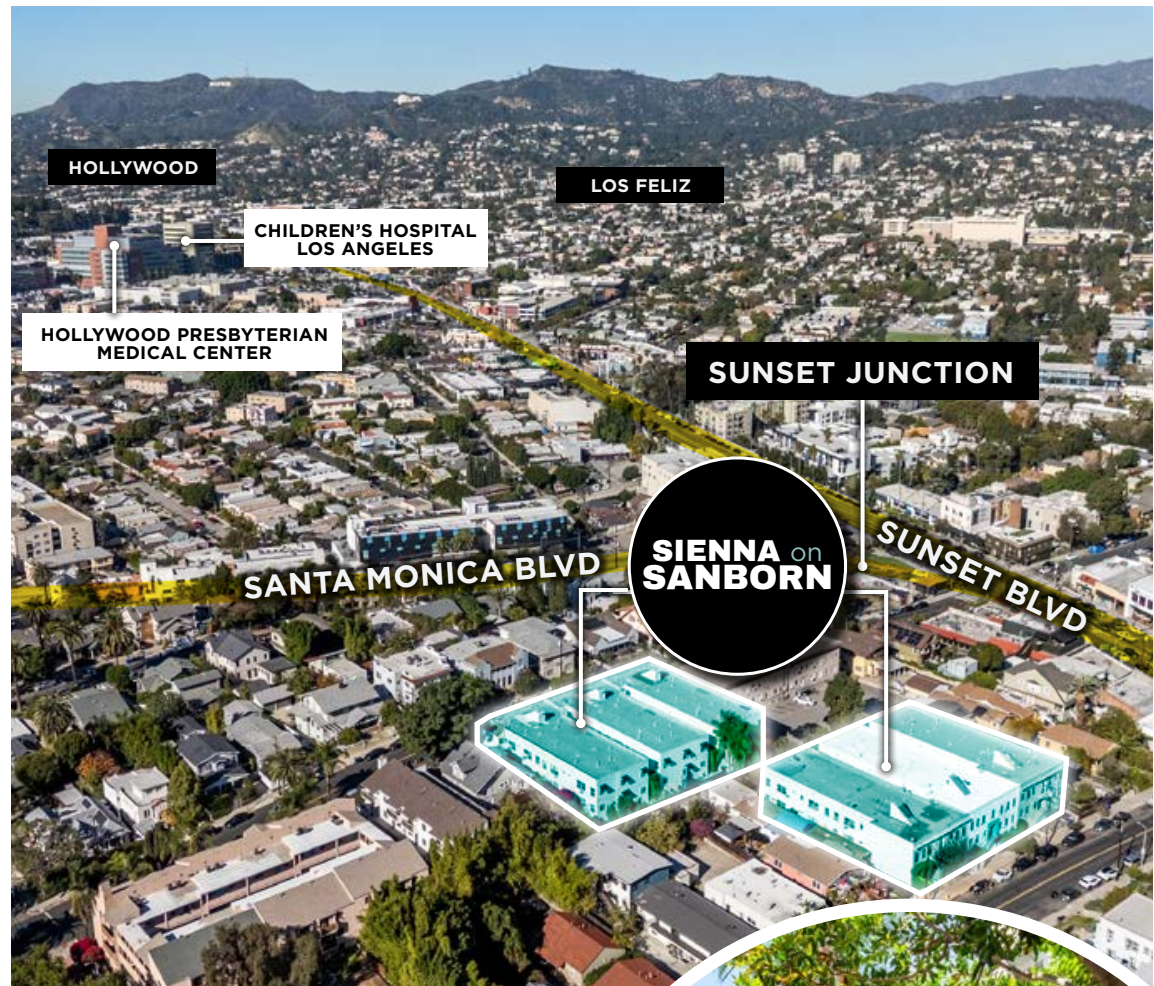 HOLLYWOOD
LOS FELIZ
CHILDREN'S HOSPITAL
LOS ANGELES
HOLLYWOOD PRESBYTERIAN
MEDICAL CENTER
SUNSET JUNCTION
SIENNA on
SANBORN
SANTA MONICA BLVD
SUNSET BLVD